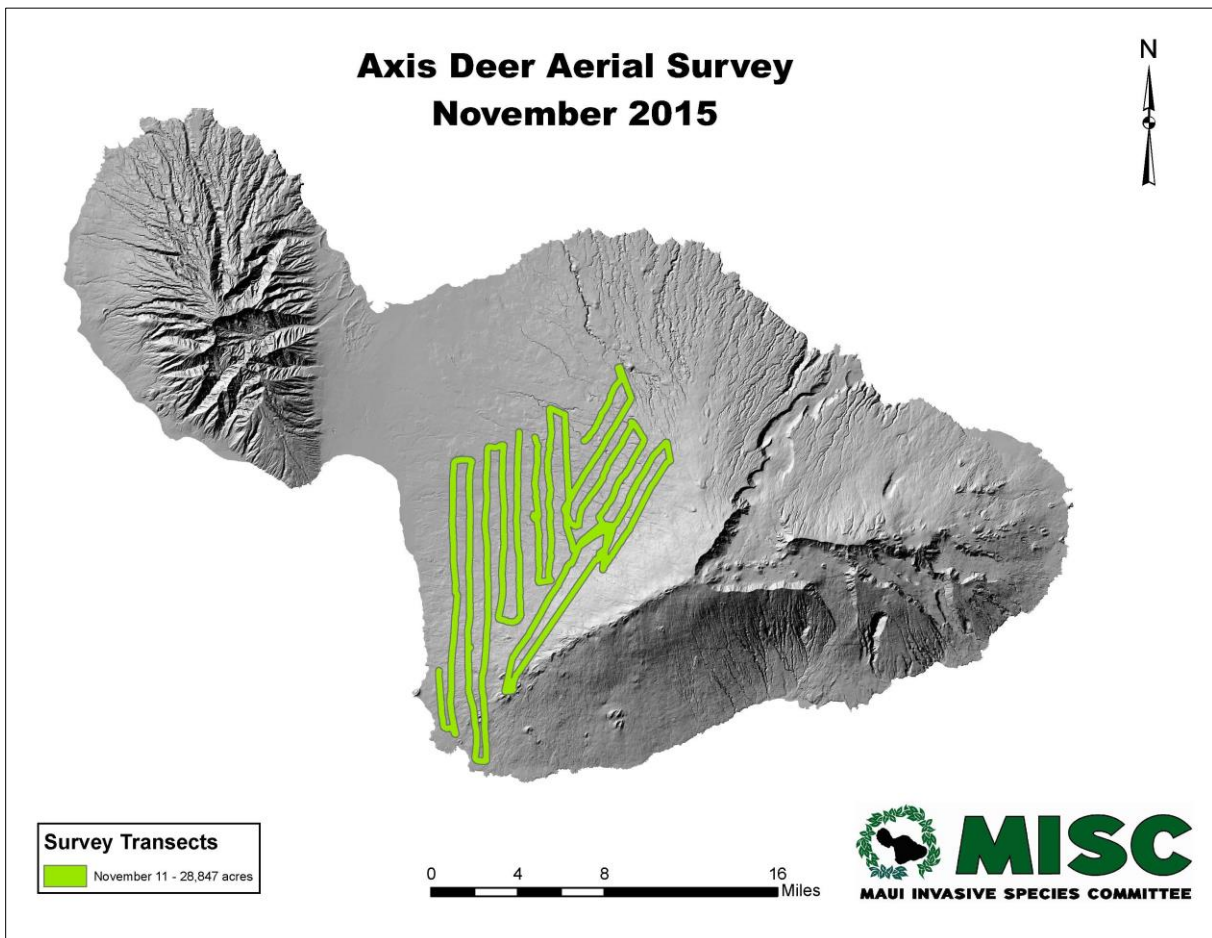 Axis Deer Aerial Survey
November 2015
N
Survey Transects
November 11 - 28,847 acres
0 4 8 16
Miles
MISC
MAUI INVASIVE SPECIES COMMITTEE